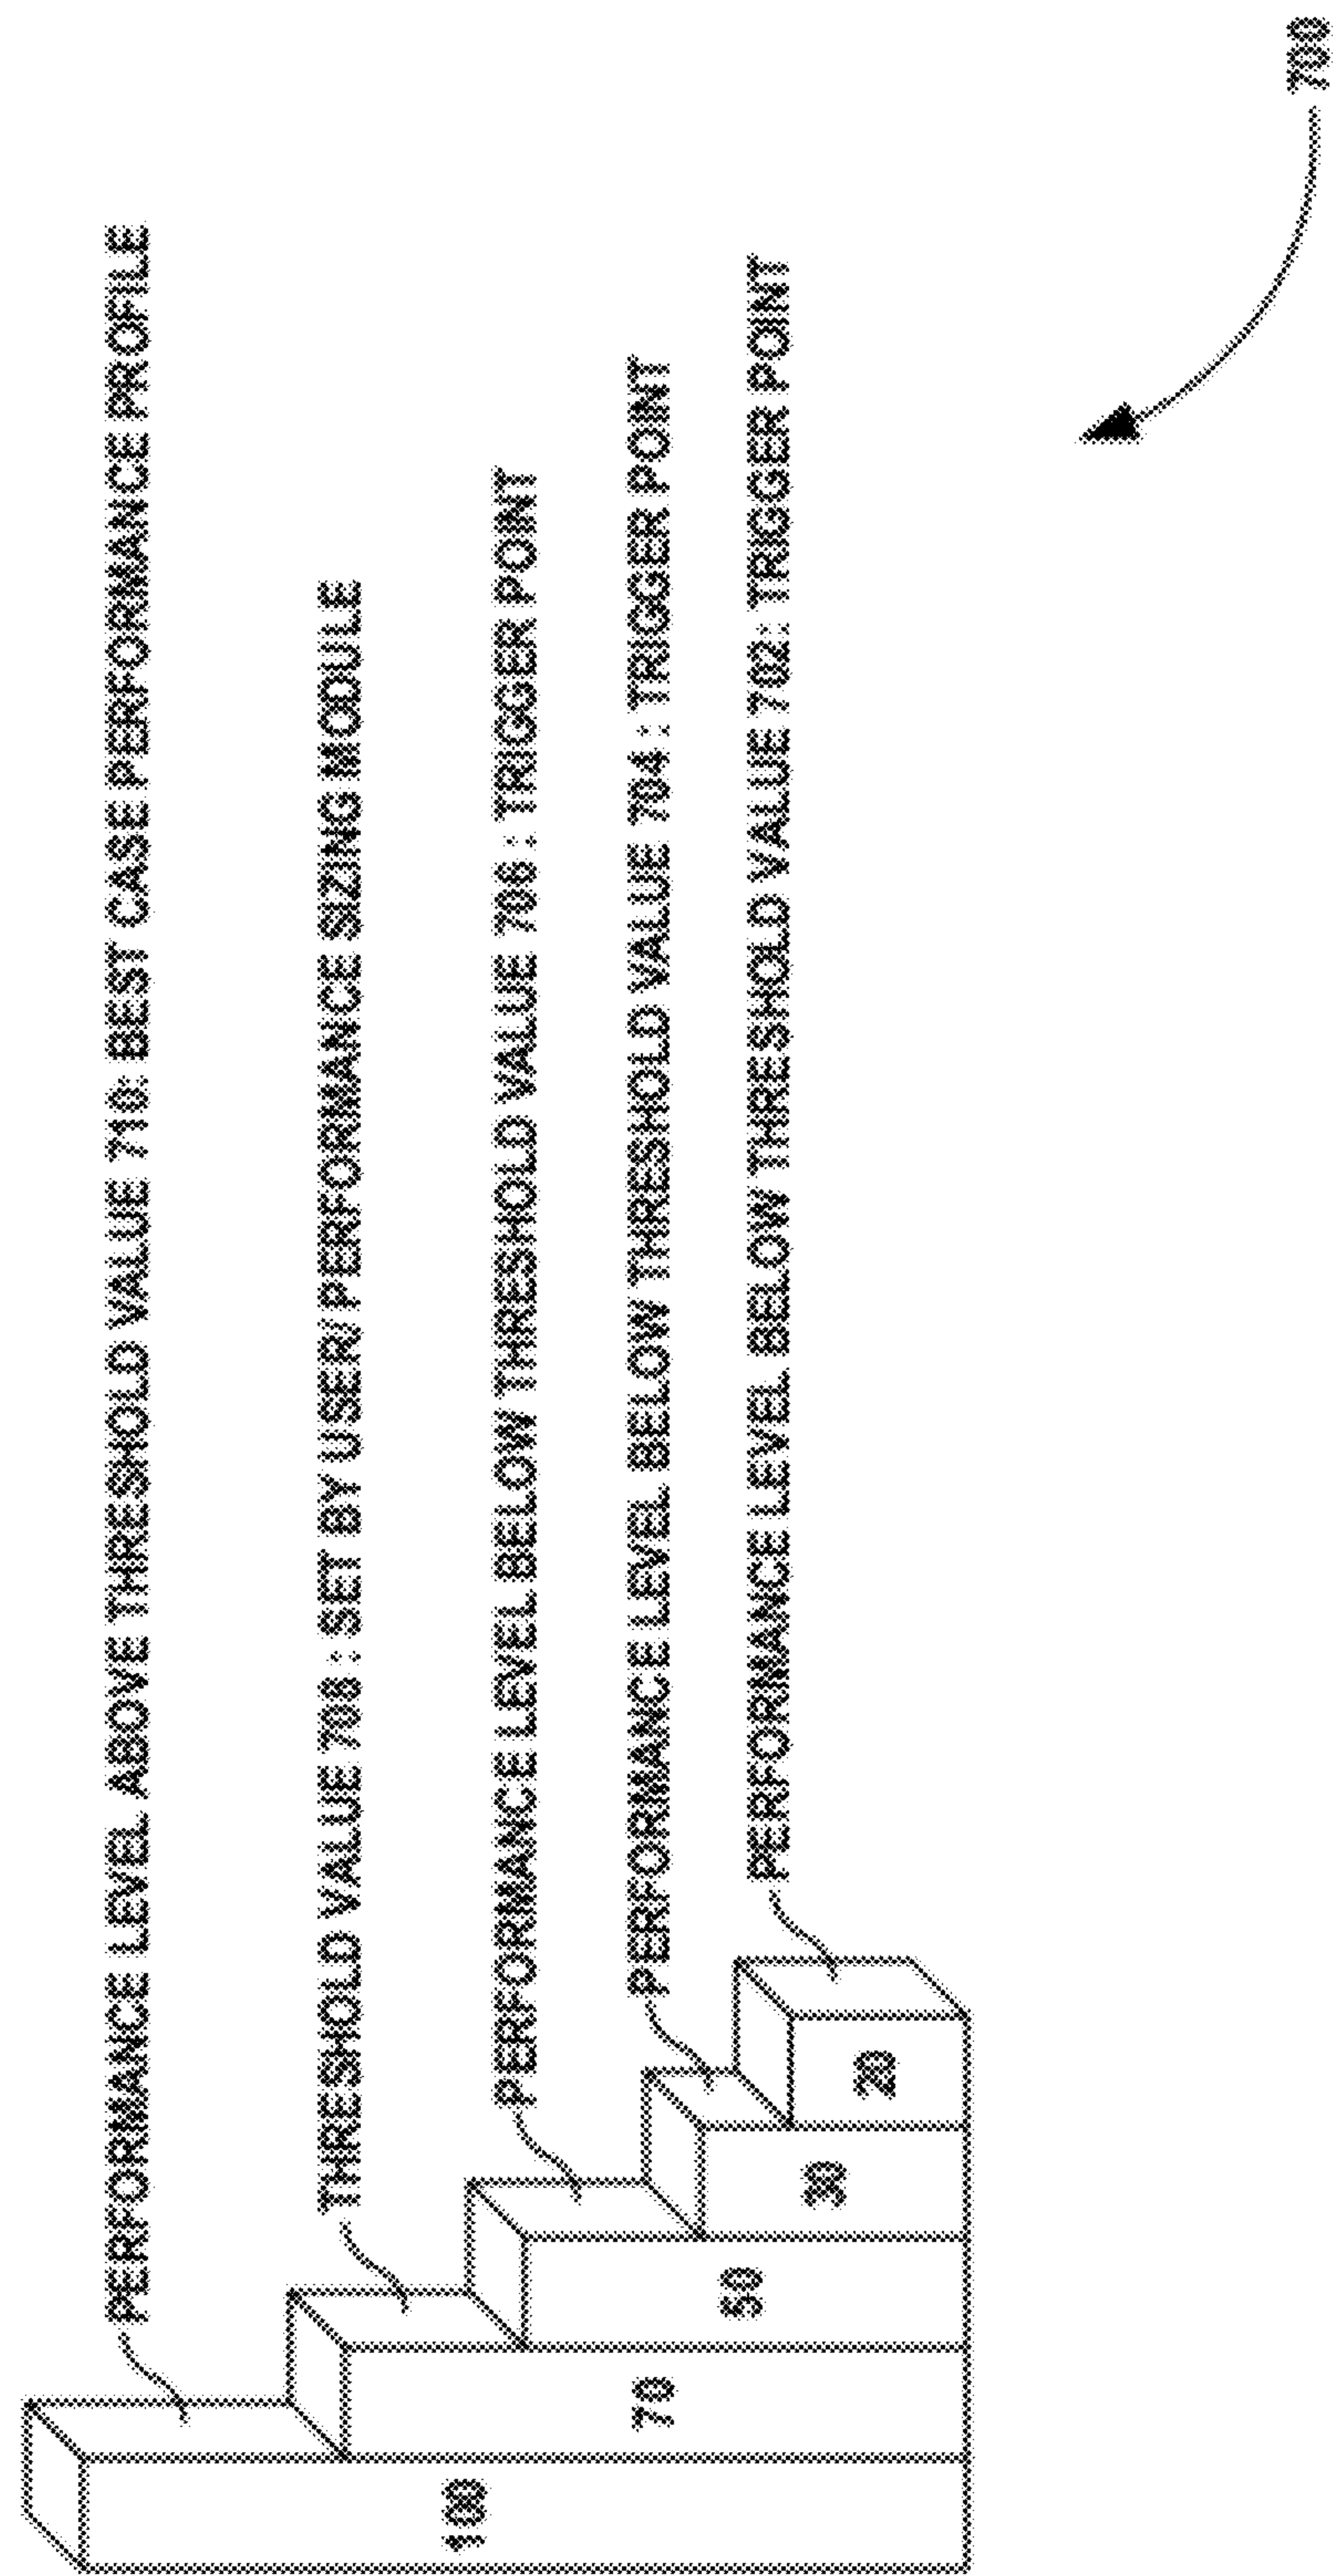 PERFORMANCE LEVEL ABOVE THRESHOLD VALUE 710: BEST CASE PERFORMANCE PROFILE
THRESHOLD VALUE 708 : SET BY USER/ PERFORMANCE SIZING MODULE
PERFORMANCE LEVEL BELOW THRESHOLD VALUE 706 : TRIGGER POINT
PERFORMANCE LEVEL BELOW THRESHOLD VALUE 704 : TRIGGER POINT
PERFORMANCE LEVEL BELOW THRESHOLD VALUE 702: TRIGGER POINT
100
70
50
30
20
700